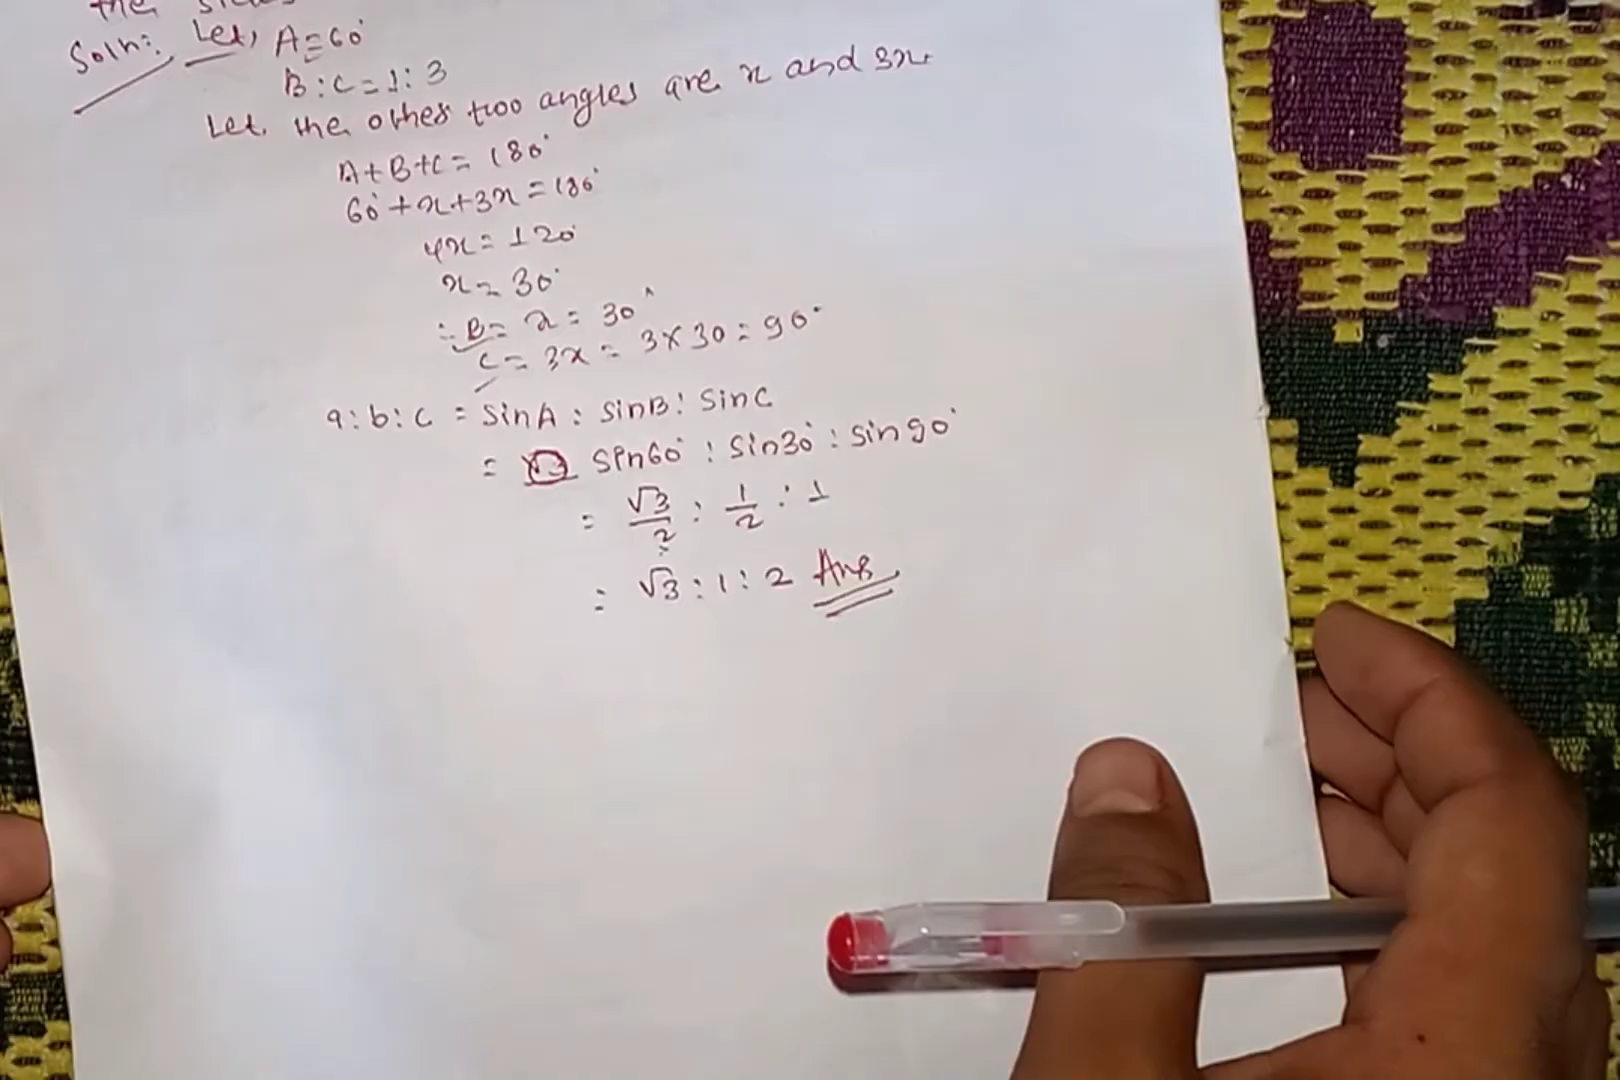 the
Soln: Let, A=60°
B:C=1:3
Let. the other two angles are x and 3x.
A+B+C=180°
60°+x+3x=180°
4x=120°
x=30°
∴B=x=30°
C=3x=3×30=90°
a:b:c = sinA : sinB : sinC
= sin60° : sin30° : sin90°
= √3/2 : 1/2 : 1
= √3 : 1 : 2 Ans